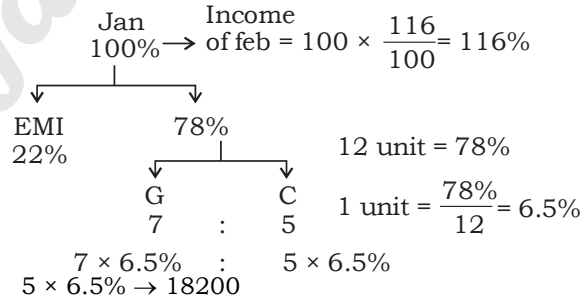 Jan
100%
Income
of feb = 100 × 116/100 = 116%
EMI
22%
78%
12 unit = 78%
G C
7 : 5
1 unit = 78%/12 = 6.5%
7 × 6.5% : 5 × 6.5%
5 × 6.5% → 18200